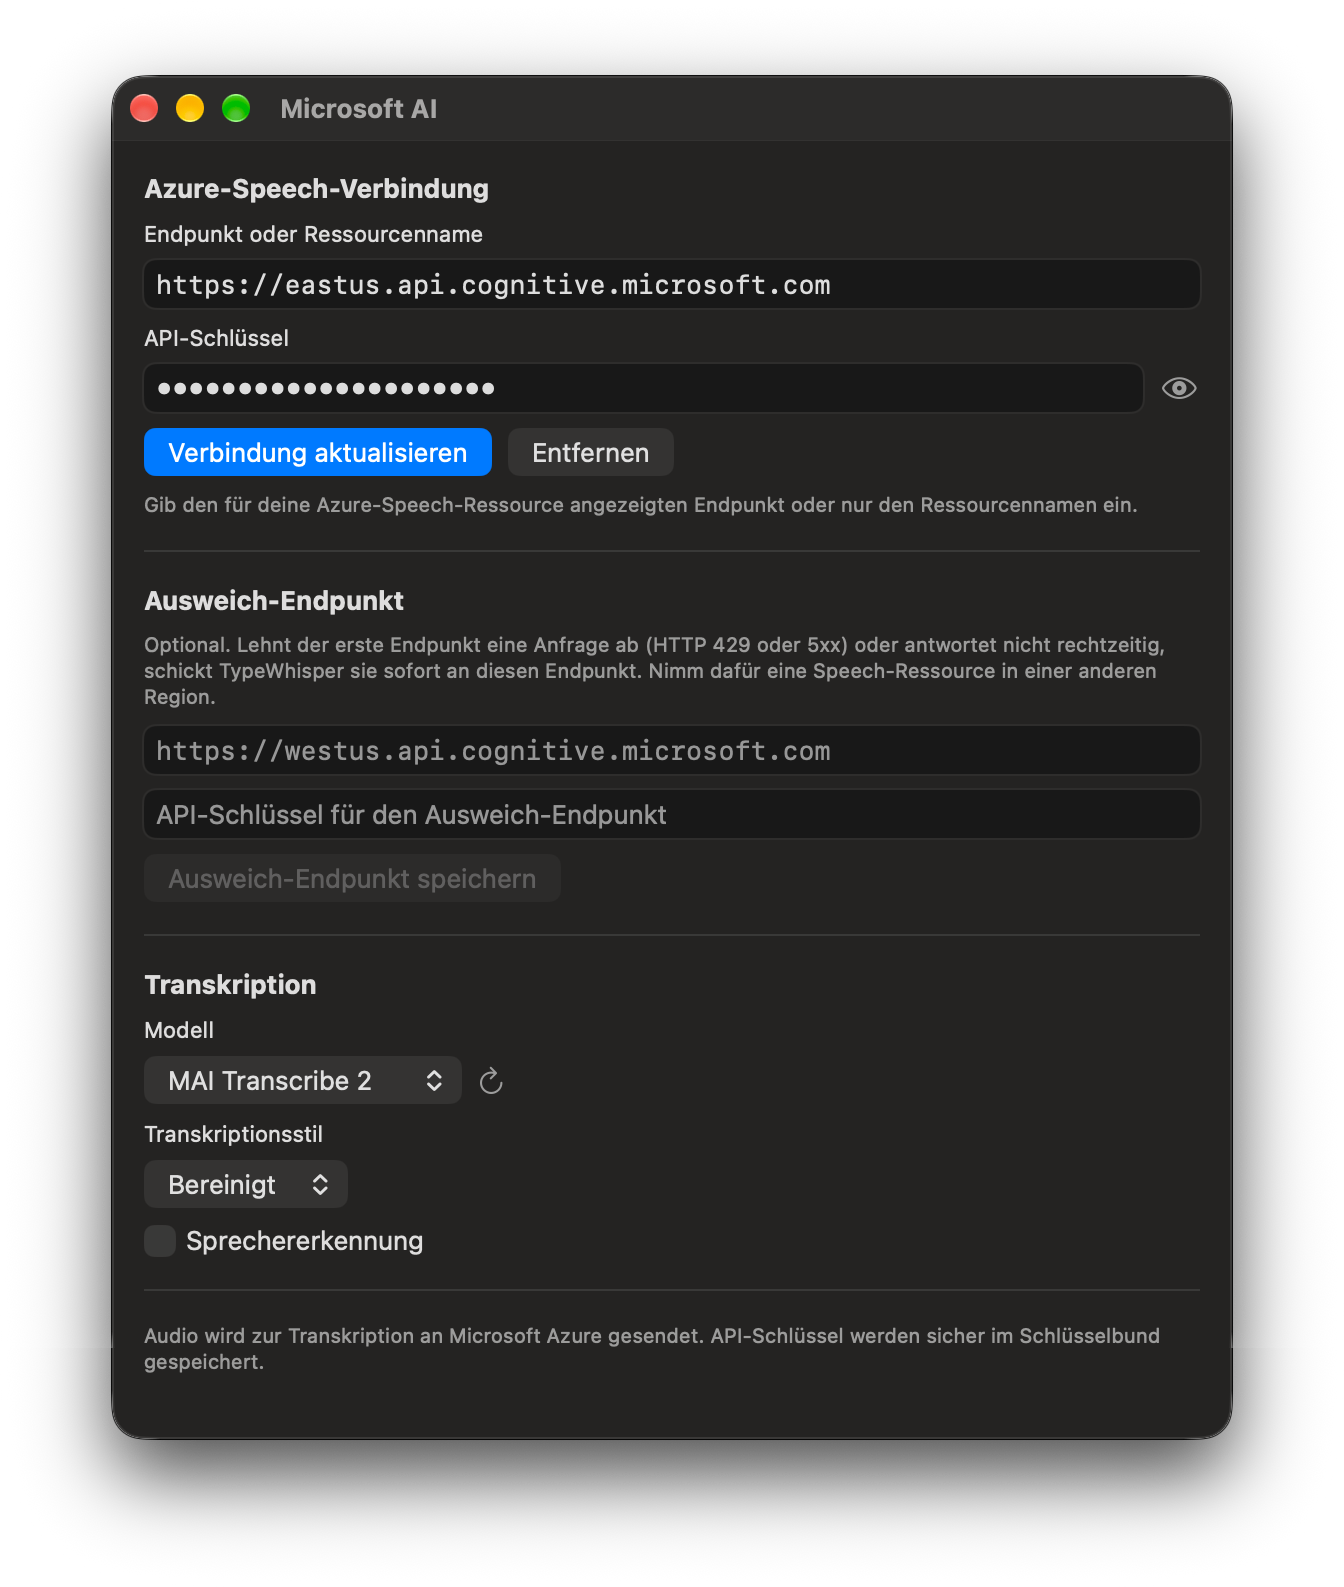 Microsoft AI
Azure-Speech-Verbindung
Endpunkt oder Ressourcenname
https://eastus.api.cognitive.microsoft.com
API-Schlüssel
●●●●●●●●●●●●●●●●●●●●●
Verbindung aktualisieren Entfernen
Gib den für deine Azure-Speech-Ressource angezeigten Endpunkt oder nur den Ressourcennamen ein.
Ausweich-Endpunkt
Optional. Lehnt der erste Endpunkt eine Anfrage ab (HTTP 429 oder 5xx) oder antwortet nicht rechtzeitig,
schickt TypeWhisper sie sofort an diesen Endpunkt. Nimm dafür eine Speech-Ressource in einer anderen
Region.
https://westus.api.cognitive.microsoft.com
API-Schlüssel für den Ausweich-Endpunkt
Ausweich-Endpunkt speichern
Transkription
Modell
MAI Transcribe 2
Transkriptionsstil
Bereinigt
Sprechererkennung
Audio wird zur Transkription an Microsoft Azure gesendet. API-Schlüssel werden sicher im Schlüsselbund
gespeichert.